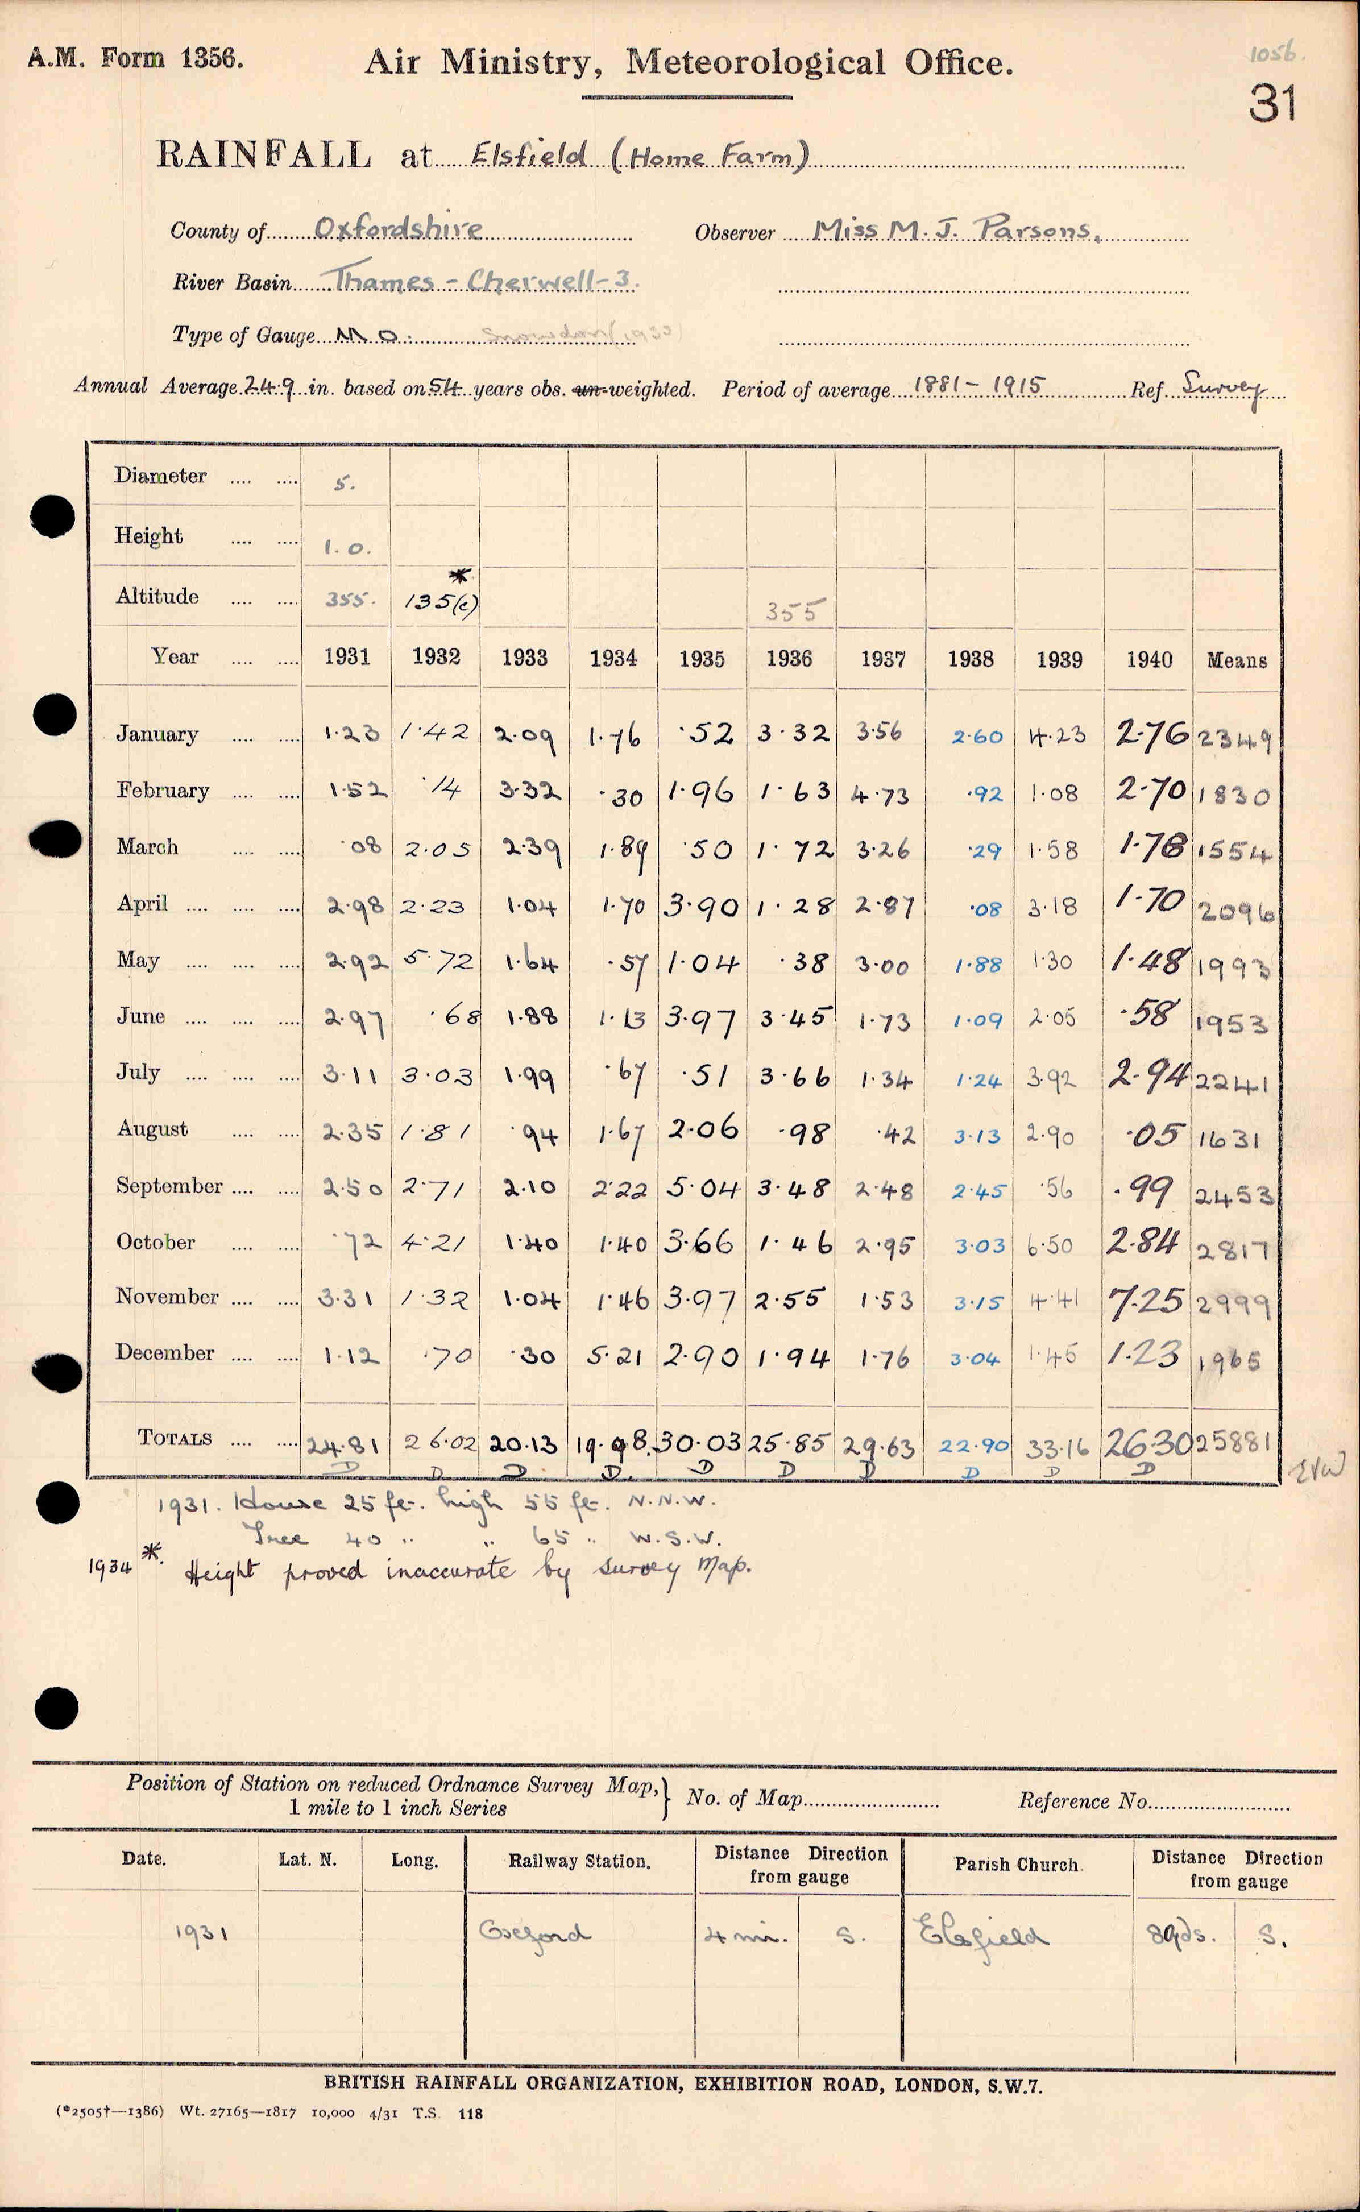 A.M. Form 1356.
Air Ministry, Meteorological Office.
1056.
31
RAINFALL at Elsfield (Home Farm)
County of Oxfordshire Observer Miss M. J. Parsons.
River Basin Thames - Cherwell - 3.
Type of Gauge M O. Snowdon (1933)
Annual Average 24.9 in. based on 54 years obs. un-weighted. Period of average 1881 - 1915 Ref. Survey
Diameter .... .... 5.
Height .... .... 1. 0.
*
Altitude .... .... 355. 135(e) 355
Year .... .... 1931 1932 1933 1934 1935 1936 1937 1938 1939 1940 Means
January .... .... 1.23 1.42 2.09 1.76 .52 3.32 3.56 2.60 4.23 2.76 2349
February .... .... 1.52 .14 3.32 .30 1.96 1.63 4.73 .92 1.08 2.70 1830
March .... .... .08 2.05 2.39 1.89 .50 1.72 3.26 .29 1.58 1.78 1554
April .... .... .... 2.98 2.23 1.04 1.70 3.90 1.28 2.87 .08 3.18 1.70 2096
May .... .... .... 2.92 5.72 1.64 .57 1.04 .38 3.00 1.88 1.30 1.48 1993
June .... .... .... 2.97 .68 1.88 1.13 3.97 3.45 1.73 1.09 2.05 .58 1953
July .... .... .... 3.11 3.03 1.99 .67 .51 3.66 1.34 1.24 3.92 2.94 2241
August .... .... 2.35 1.81 .94 1.67 2.06 .98 .42 3.13 2.90 .05 1631
September .... .... 2.50 2.71 2.10 2.22 5.04 3.48 2.48 2.45 .56 .99 2453
October .... .... .72 4.21 1.40 1.40 3.66 1.46 2.95 3.03 6.50 2.84 2817
November .... .... 3.31 1.32 1.04 1.46 3.97 2.55 1.53 3.15 4.41 7.25 2999
December .... .... 1.12 .70 .30 5.21 2.90 1.94 1.76 3.04 1.45 1.23 1965
TOTALS .... .... 24.81 26.02 20.13 19.98 30.03 25.85 29.63 22.90 33.16 26.30 25881
D D D D. D D D D D D
1931. House 25 ft. high 55 ft. N.N.W.
Tree 40 " " 65 " W.S.W.
1934 *. Height proved inaccurate by survey Map.
Position of Station on reduced Ordnance Survey Map, } No. of Map Reference No.
1 mile to 1 inch Series
Date. Lat. N. Long. Railway Station. Distance Direction from gauge Parish Church. Distance Direction from gauge
1931 Oxford 4 mi. S. Elsfield 89ds. S.
BRITISH RAINFALL ORGANIZATION, EXHIBITION ROAD, LONDON, S.W.7.
(*2505†—1386) Wt. 27165—1817 10,000 4/31 T.S. 118